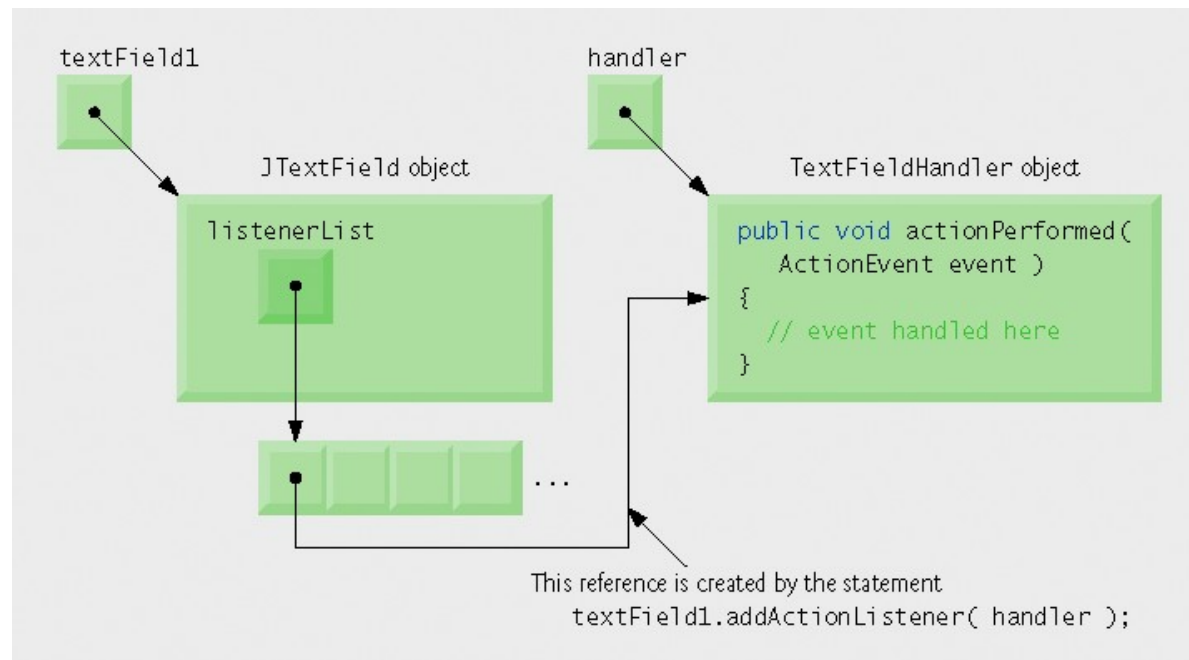 textField1
handler
JTextField object
TextFieldHandler object
listenerList
public void actionPerformed(
ActionEvent event )
{
// event handled here
}
...
This reference is created by the statement
textField1.addActionListener( handler );